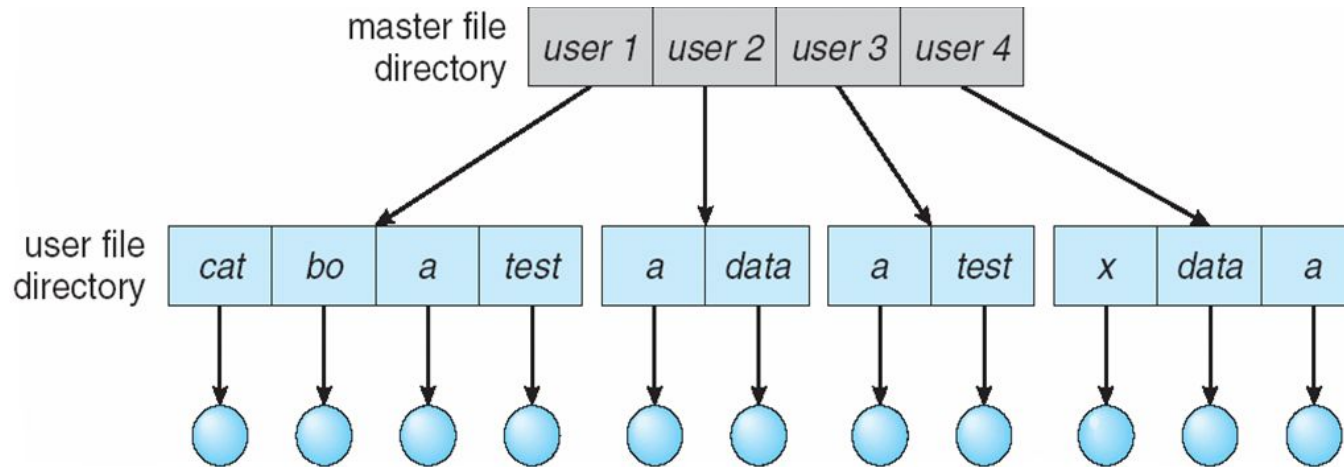 master file
directory
user 1 user 2 user 3 user 4
user file
directory
cat bo a test a data a test x data a